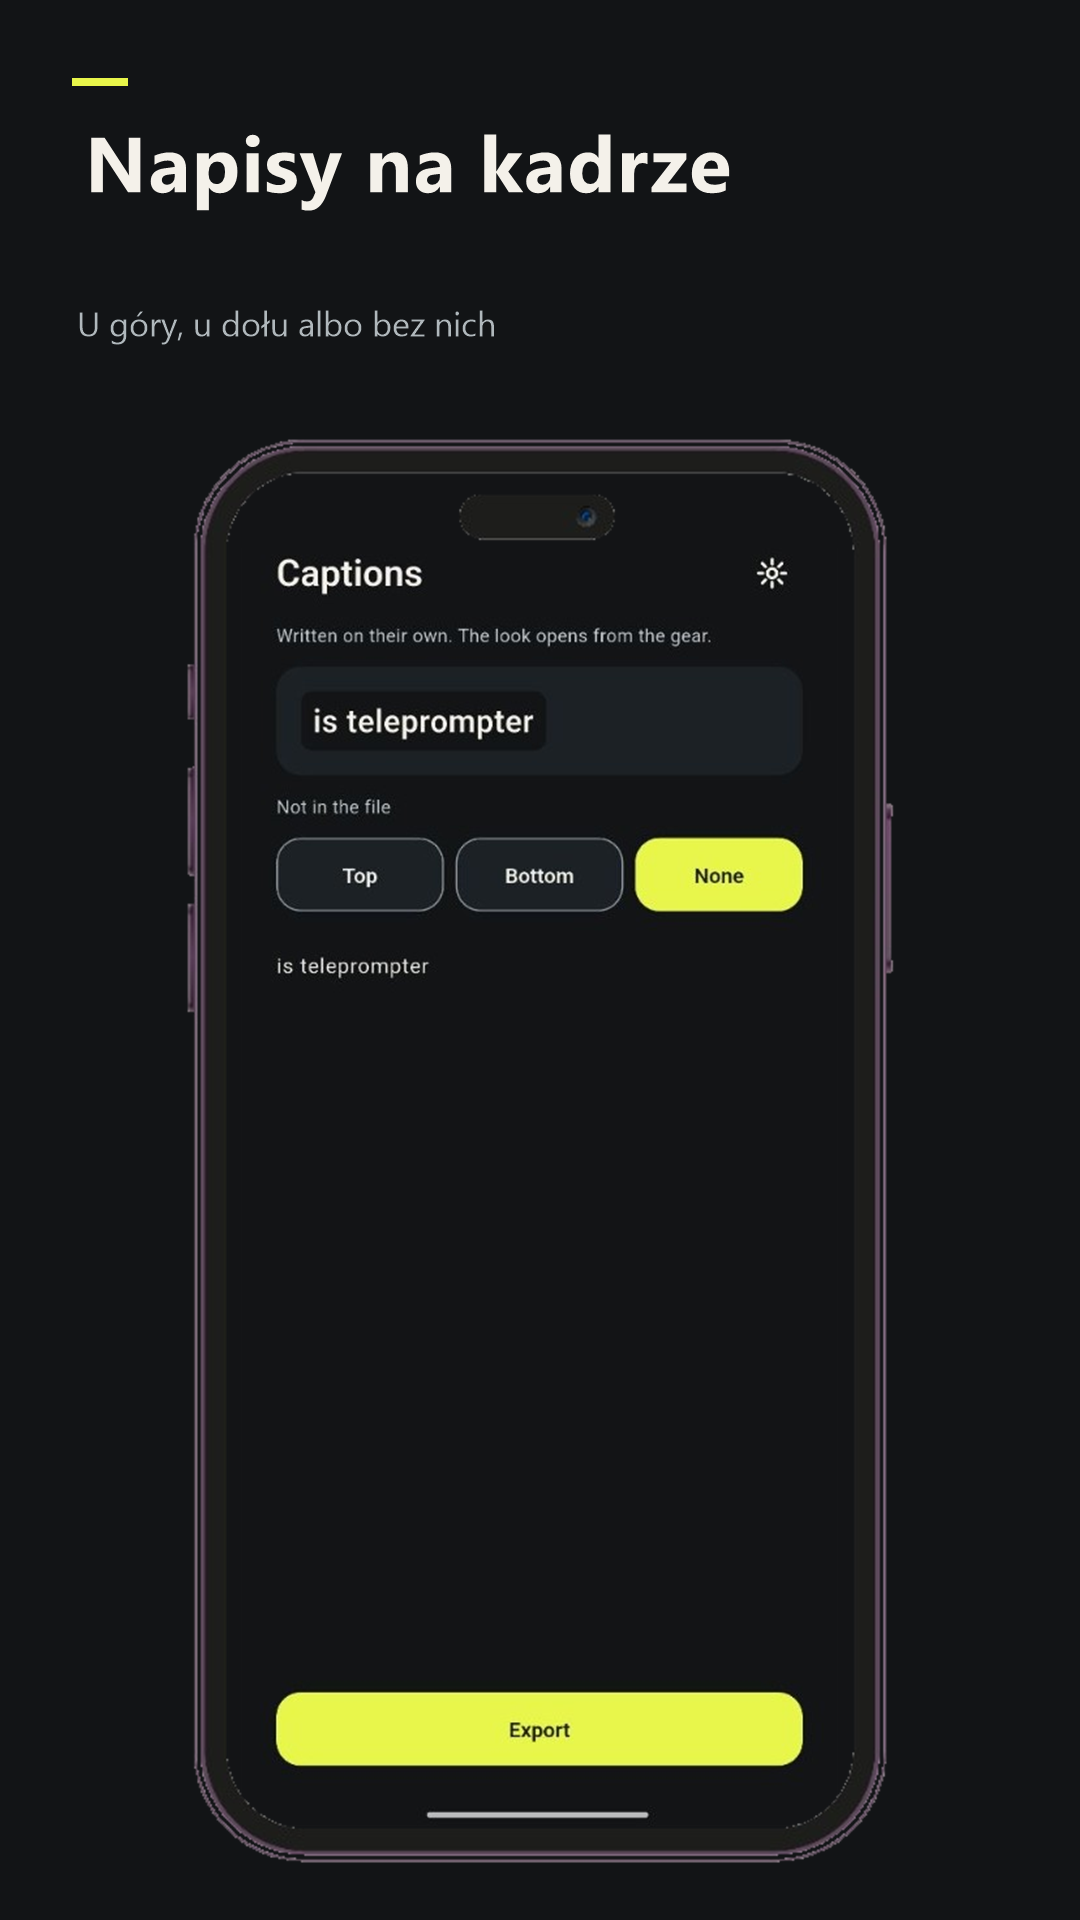 Napisy na kadrze
U góry, u dołu albo bez nich
Captions
Written on their own. The look opens from the gear.
is teleprompter
Not in the file
Top Bottom None
is teleprompter
Export